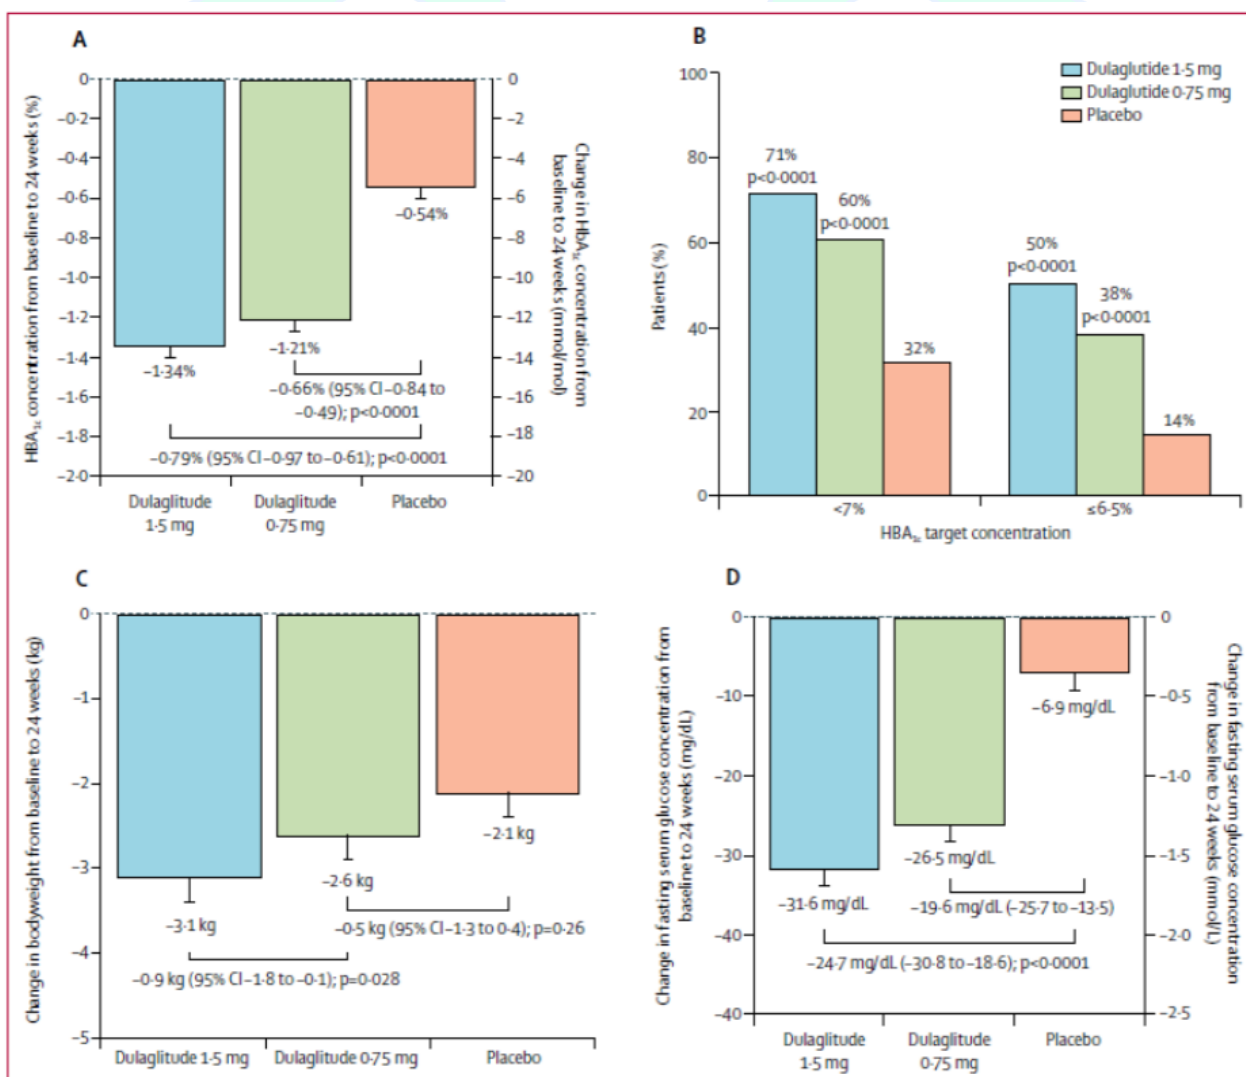 A
HBA1c concentration from baseline to 24 weeks (%)
0
–0·2
–0·4
–0·6
–0·8
–1·0
–1·2
–1·4
–1·6
–1·8
–2·0
–1·34%
–1·21%
–0·54%
–0·66% (95% CI –0·84 to
–0·49); p<0·0001
–0·79% (95% CI –0·97 to –0·61); p<0·0001
0
–2
–4
–6
–8
–10
–12
–14
–16
–18
–20
Change in HbA1c concentration from
baseline to 24 weeks (mmol/mol)
Dulaglitude
1·5 mg
Dulaglitude
0·75 mg
Placebo
B
Patients (%)
100
80
60
40
20
0
Dulaglutide 1·5 mg
Dulaglutide 0·75 mg
Placebo
71%
p<0·0001
60%
p<0·0001
32%
50%
p<0·0001
38%
p<0·0001
14%
<7%
≤6·5%
HBA1c target concentration
C
Change in bodyweight from baseline to 24 weeks (kg)
0
–1
–2
–3
–4
–5
–3·1 kg
–2·6 kg
–2·1 kg
–0·5 kg (95% CI –1·3 to 0·4); p=0·26
–0·9 kg (95% CI –1·8 to –0·1); p=0·028
Dulaglitude 1·5 mg
Dulaglitude 0·75 mg
Placebo
D
Change in fasting serum glucose concentration from
baseline to 24 weeks (mg/dL)
0
–10
–20
–30
–40
–40
–31·6 mg/dL
–26·5 mg/dL
–6·9 mg/dL
–19·6 mg/dL (–25·7 to –13·5)
–24·7 mg/dL (–30·8 to –18·6); p<0·0001
0
–0·5
–1·0
–1·5
–2·0
–2·5
Change in fasting serum glucose concentration
from baseline to 24 weeks (mmol/L)
Dulaglitude
1·5 mg
Dulaglitude
0·75 mg
Placebo